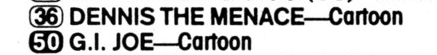 36 DENNIS THE MENACE—Cartoon
50 G.I. JOE—Cartoon